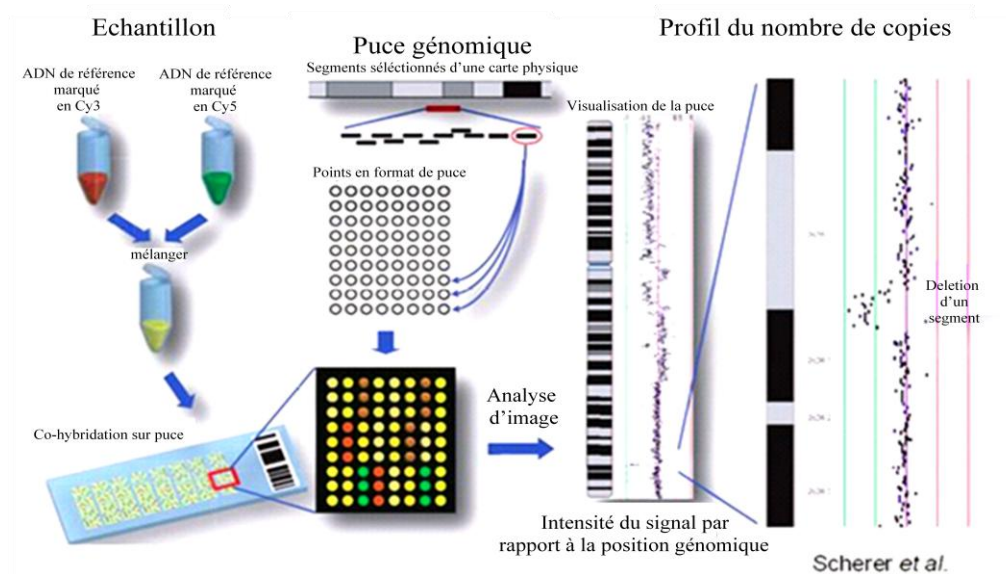 Echantillon
ADN de référence
marqué
en Cy3
ADN de référence
marqué
en Cy5
mélanger
Co-hybridation sur puce
Puce génomique
Segments séléctionnés d’une carte physique
Points en format de puce
Analyse
d’image
Profil du nombre de copies
Visualisation de la puce
Intensité du signal par
rapport à la position génomique
Deletion
d’un
segment
Scherer et al.